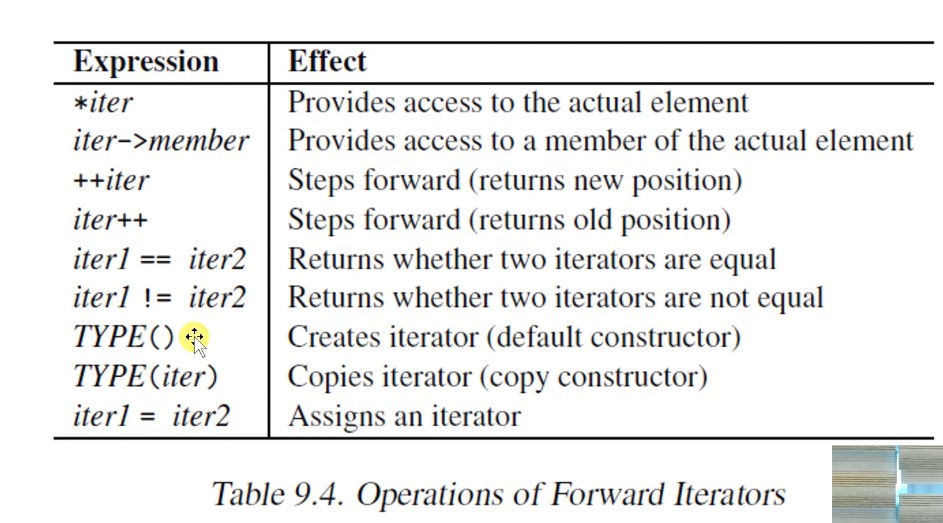 Expression Effect
*iter Provides access to the actual element
iter->member Provides access to a member of the actual element
++iter Steps forward (returns new position)
iter++ Steps forward (returns old position)
iter1 == iter2 Returns whether two iterators are equal
iter1 != iter2 Returns whether two iterators are not equal
TYPE() Creates iterator (default constructor)
TYPE(iter) Copies iterator (copy constructor)
iter1 = iter2 Assigns an iterator
Table 9.4. Operations of Forward Iterators